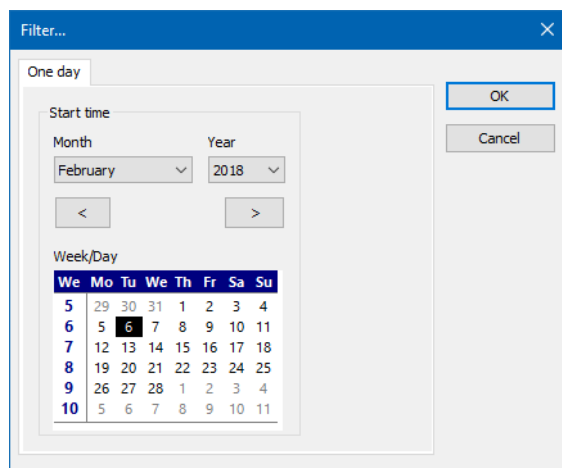 Filter...
One day
OK
Start time
Month Year
Cancel
February 2018
< >
Week/Day
We Mo Tu We Th Fr Sa Su
5 29 30 31 1 2 3 4
6 5 6 7 8 9 10 11
7 12 13 14 15 16 17 18
8 19 20 21 22 23 24 25
9 26 27 28 1 2 3 4
10 5 6 7 8 9 10 11